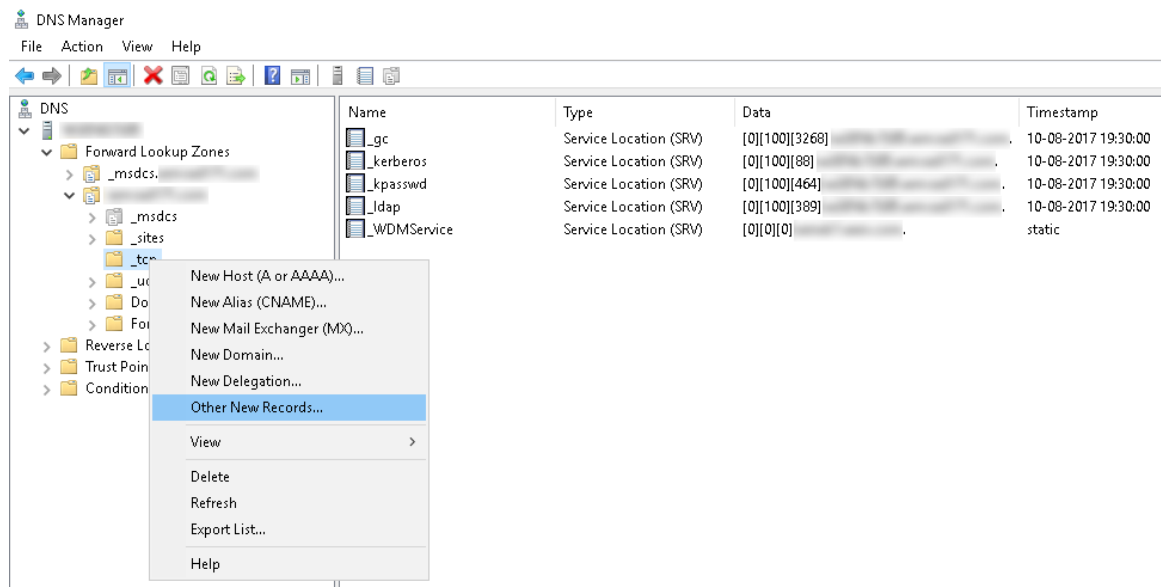 DNS Manager
File Action View Help
DNS
Forward Lookup Zones
_msdcs.
_msdcs
_sites
_tcp
_ud
Do
For
Reverse Lo
Trust Poin
Condition
New Host (A or AAAA)...
New Alias (CNAME)...
New Mail Exchanger (MX)...
New Domain...
New Delegation...
Other New Records...
View
Delete
Refresh
Export List...
Help
Name Type Data Timestamp
_gc Service Location (SRV) [0][100][3268] . 10-08-2017 19:30:00
_kerberos Service Location (SRV) [0][100][88] . 10-08-2017 19:30:00
_kpasswd Service Location (SRV) [0][100][464] . 10-08-2017 19:30:00
_ldap Service Location (SRV) [0][100][389] . 10-08-2017 19:30:00
_WDMService Service Location (SRV) [0][0][0] . static